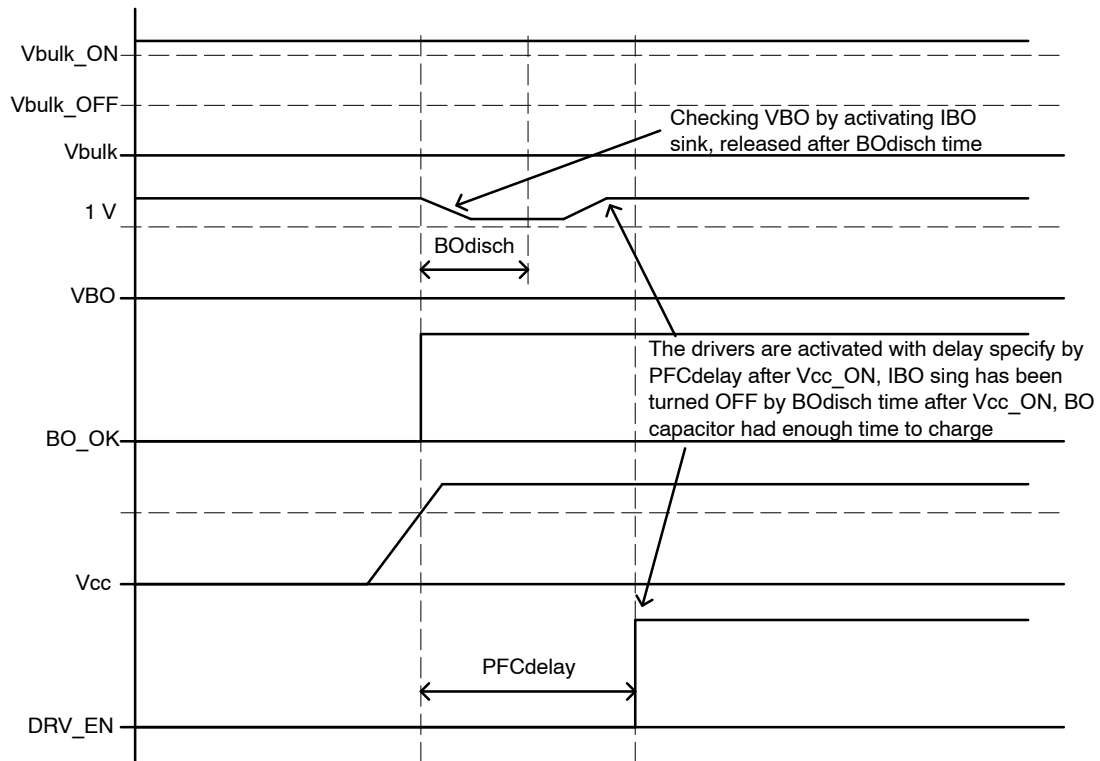 Vbulk_ON
Vbulk_OFF
Checking VBO by activating IBO
sink, released after BOdisch time
Vbulk
1 V
BOdisch
VBO
The drivers are activated with delay specify by
PFCdelay after Vcc_ON, IBO sing has been
turned OFF by BOdisch time after Vcc_ON, BO
capacitor had enough time to charge
BO_OK
Vcc
PFCdelay
DRV_EN